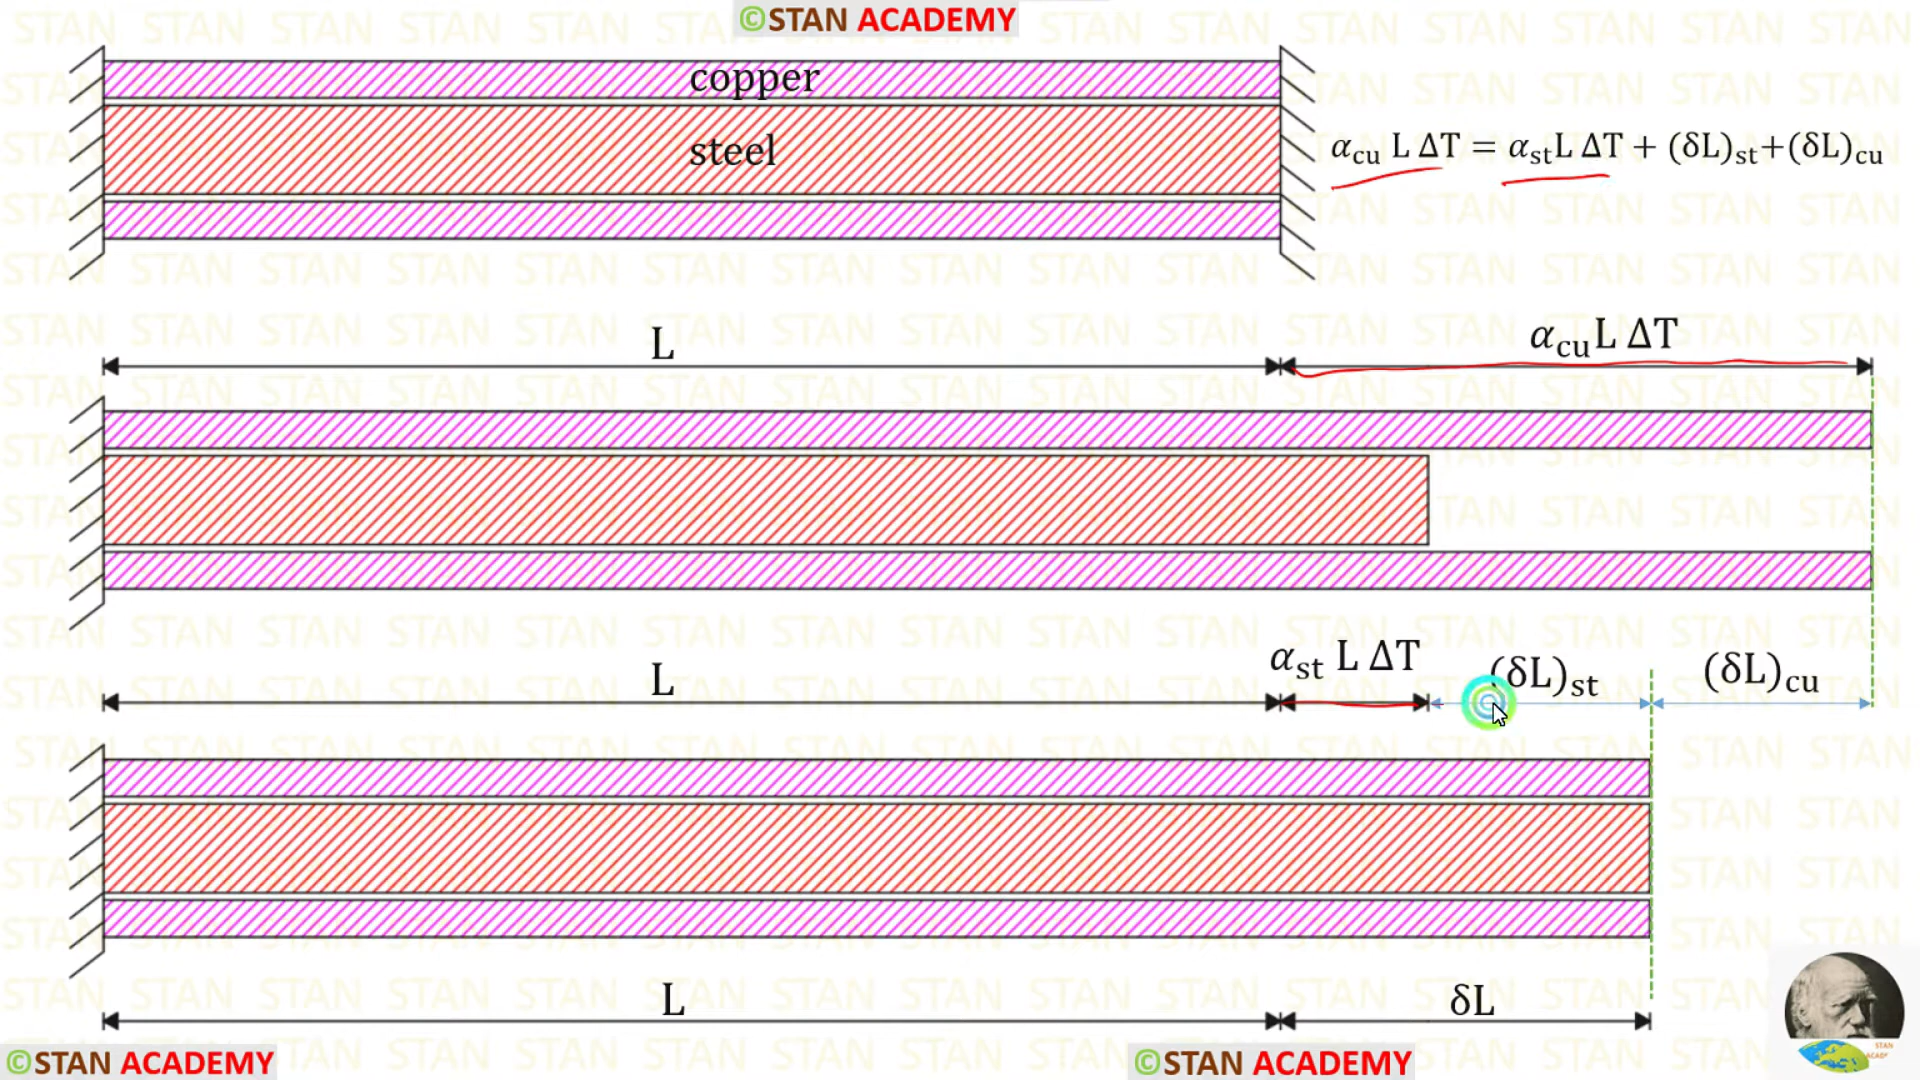 ©STAN ACADEMY
copper
steel
α_cu L ΔT = α_st L ΔT + (δL)_st+(δL)_cu
L
α_cu L ΔT
L
α_st L ΔT
(δL)_st
(δL)_cu
L
δL
©STAN ACADEMY
©STAN ACADEMY
STAN